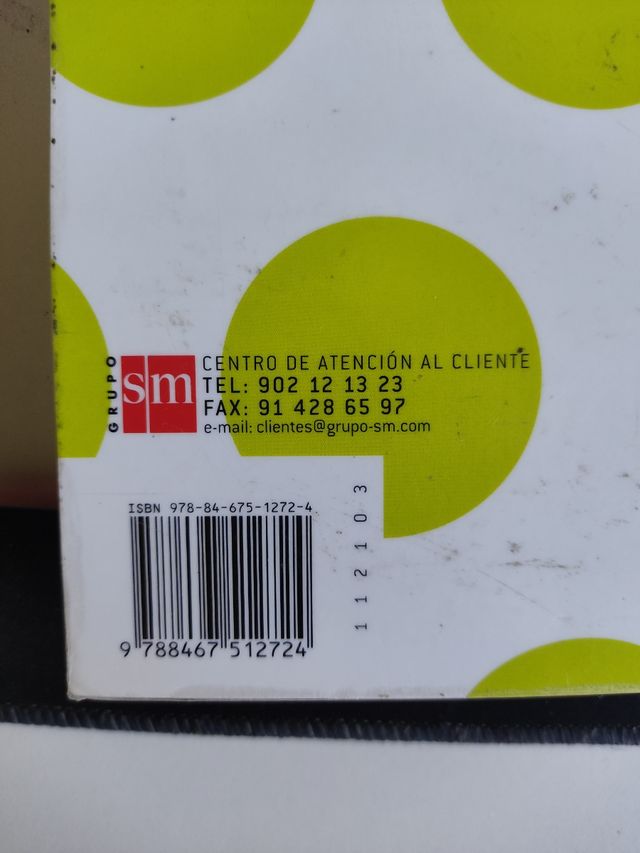 GRUPO
sm
CENTRO DE ATENCIÓN AL CLIENTE
TEL: 902 12 13 23
FAX: 91 428 65 97
e-mail: clientes@grupo-sm.com
ISBN 978-84-675-1272-4
9 788467 512724
112103